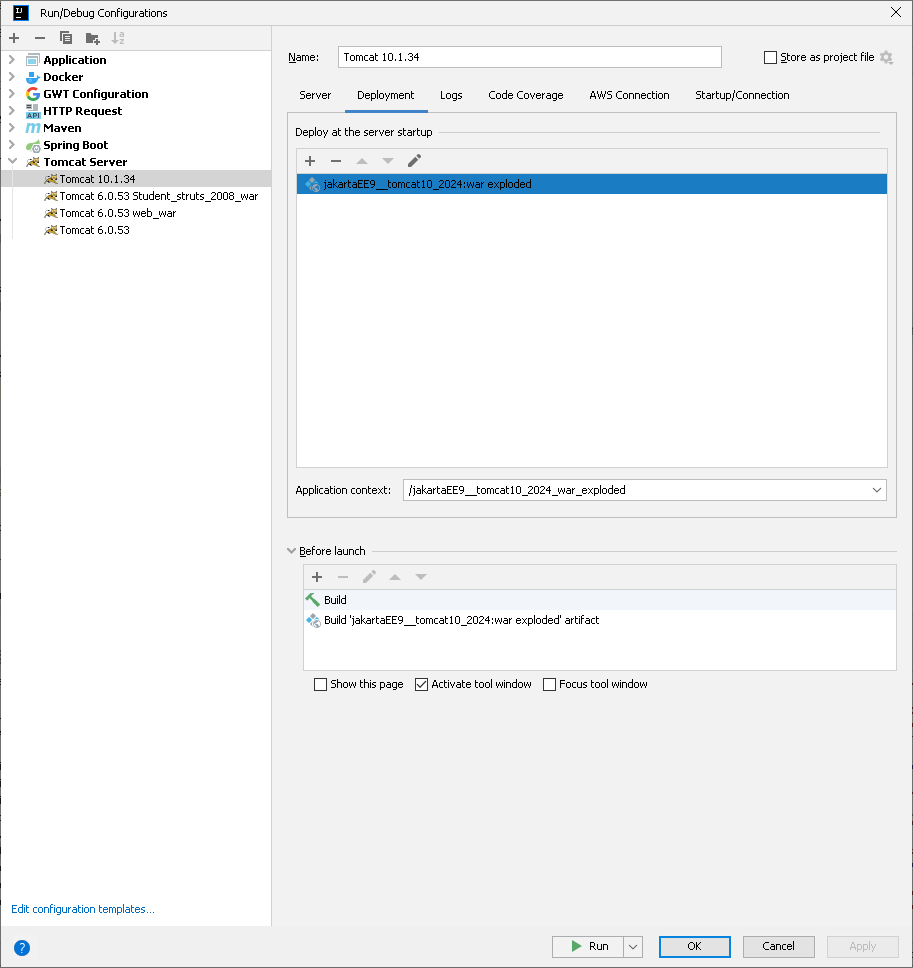 Run/Debug Configurations
Application
Docker
GWT Configuration
HTTP Request
Maven
Spring Boot
Tomcat Server
Tomcat 10.1.34
Tomcat 6.0.53 Student_struts_2008_war
Tomcat 6.0.53 web_war
Tomcat 6.0.53
Edit configuration templates...
Name: Tomcat 10.1.34 Store as project file
Server Deployment Logs Code Coverage AWS Connection Startup/Connection
Deploy at the server startup
jakartaEE9__tomcat10_2024:war exploded
Application context: /jakartaEE9__tomcat10_2024_war_exploded
Before launch
Build
Build 'jakartaEE9__tomcat10_2024:war exploded' artifact
Show this page Activate tool window Focus tool window
? Run OK Cancel Apply